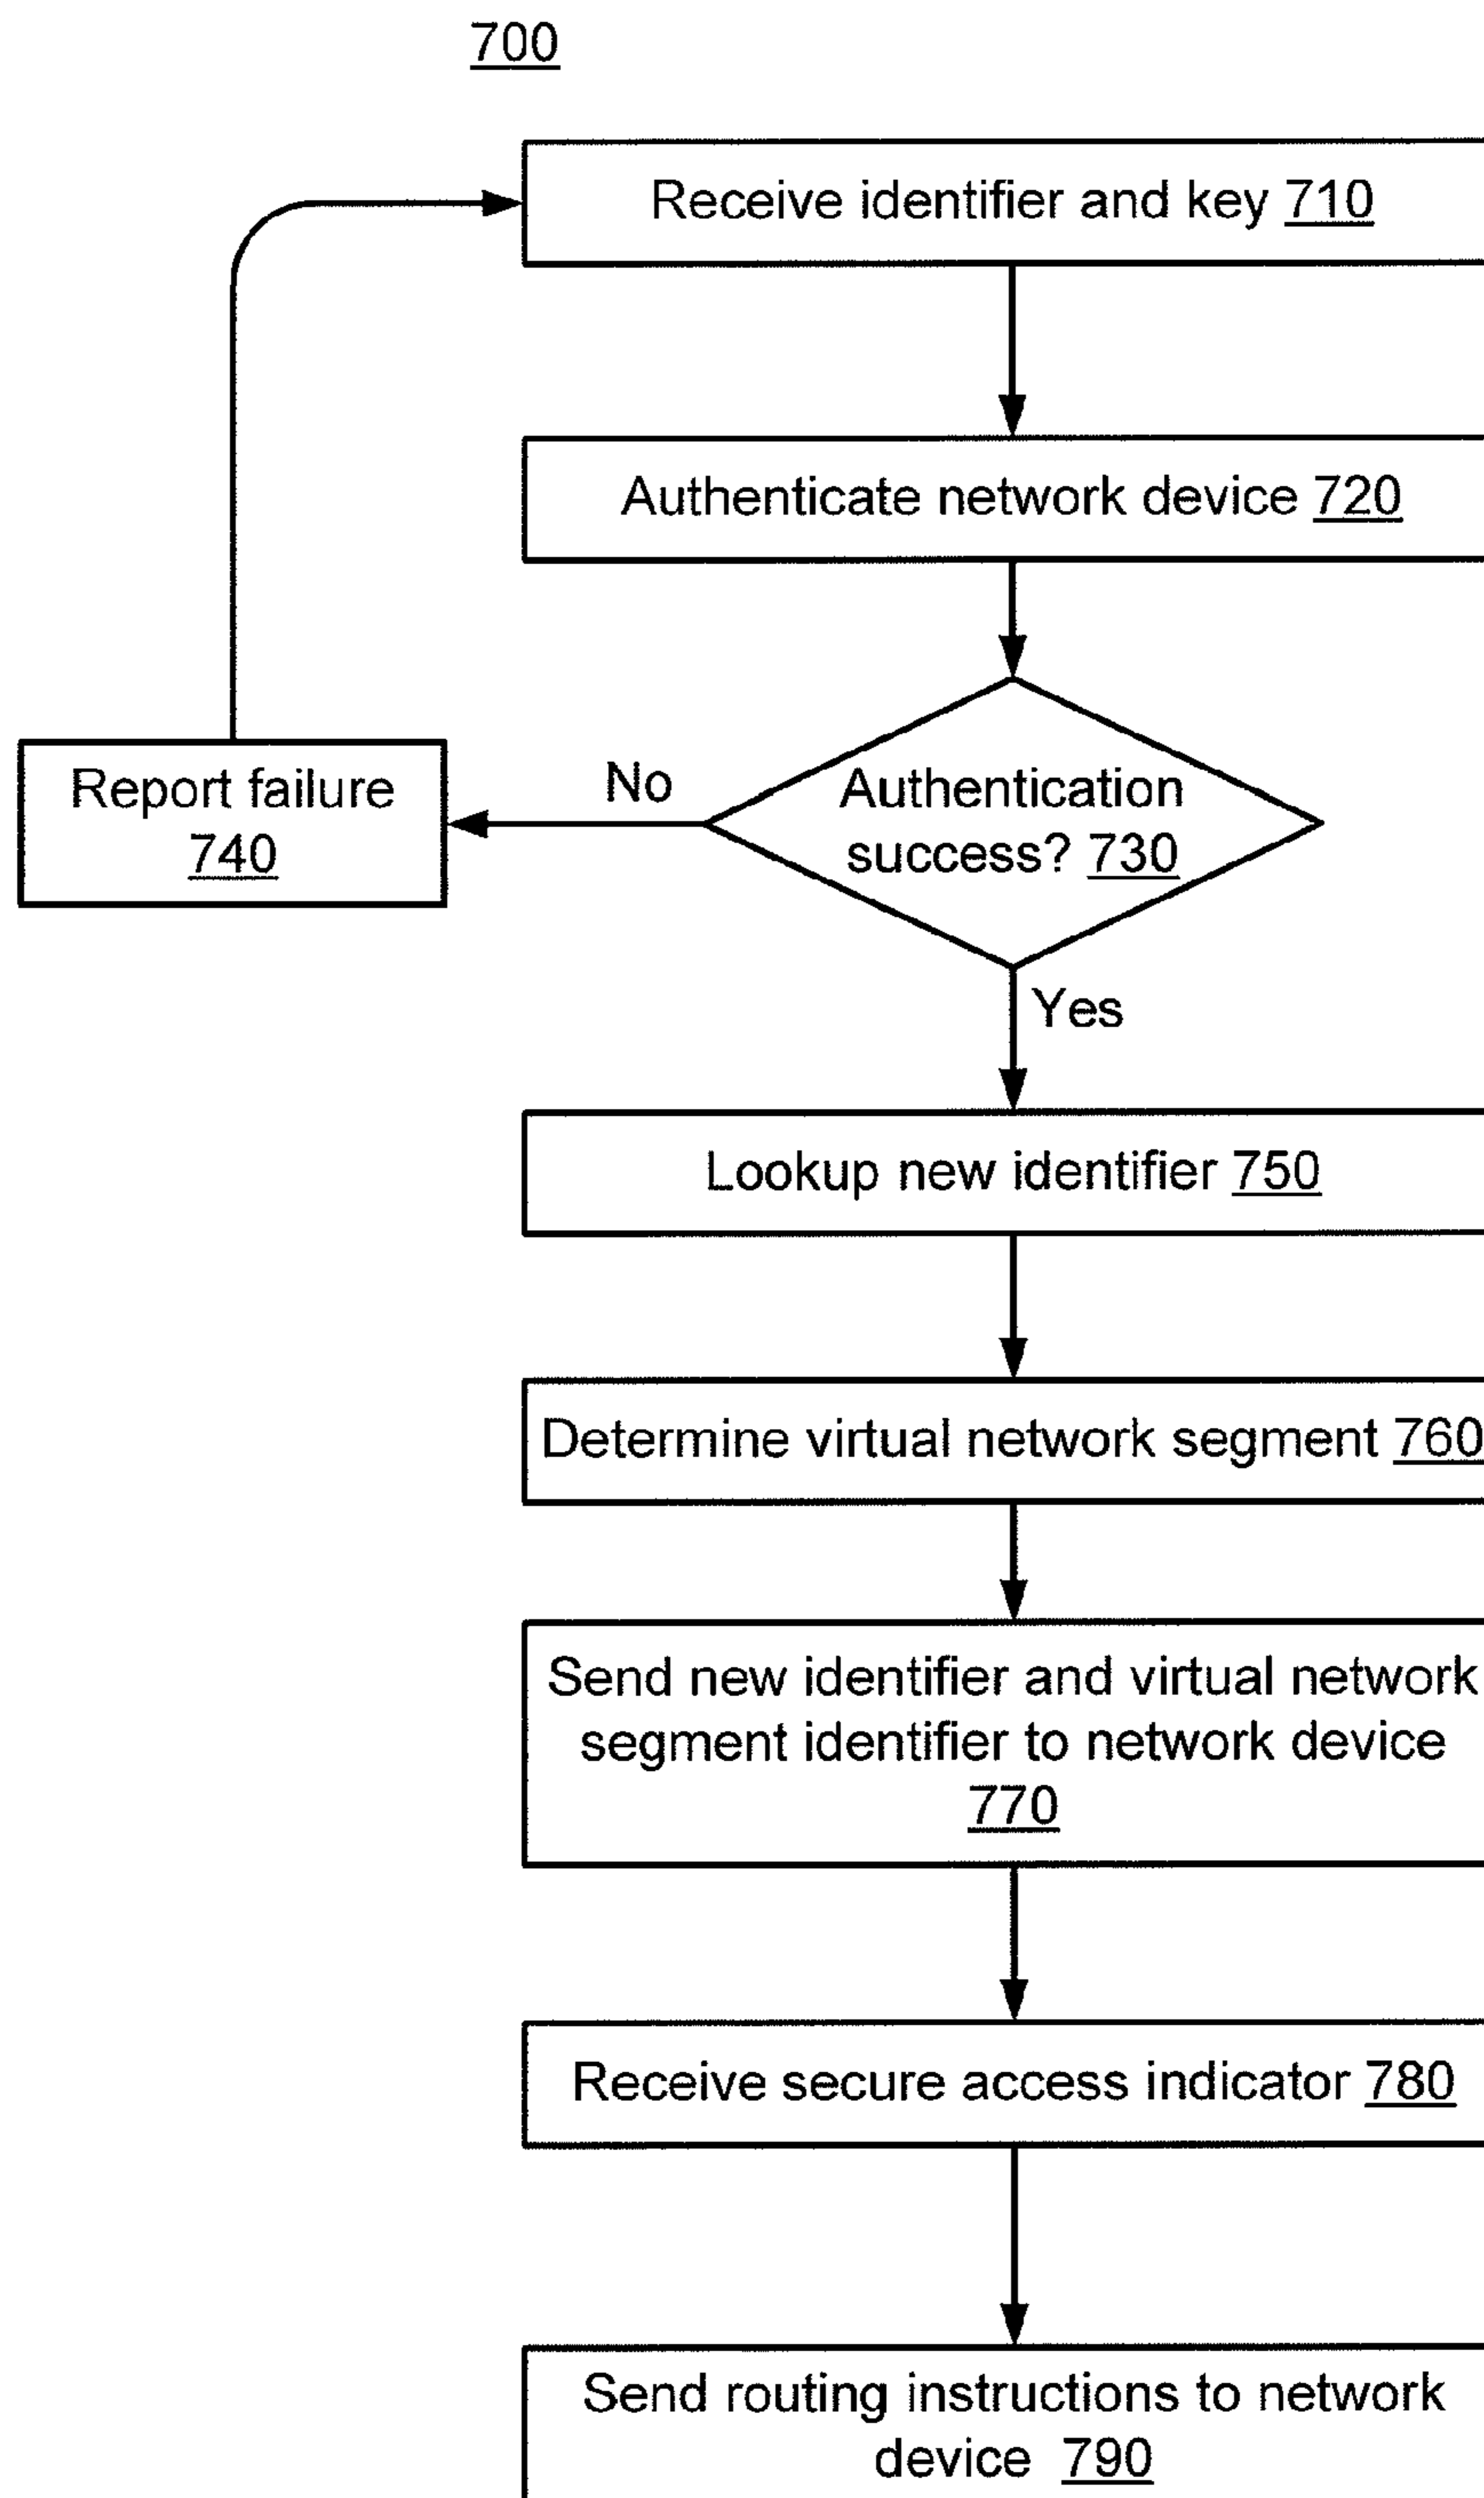 700
Receive identifier and key 710
Authenticate network device 720
Authentication
success? 730
No
Report failure
740
Yes
Lookup new identifier 750
Determine virtual network segment 760
Send new identifier and virtual network
segment identifier to network device
770
Receive secure access indicator 780
Send routing instructions to network
device 790